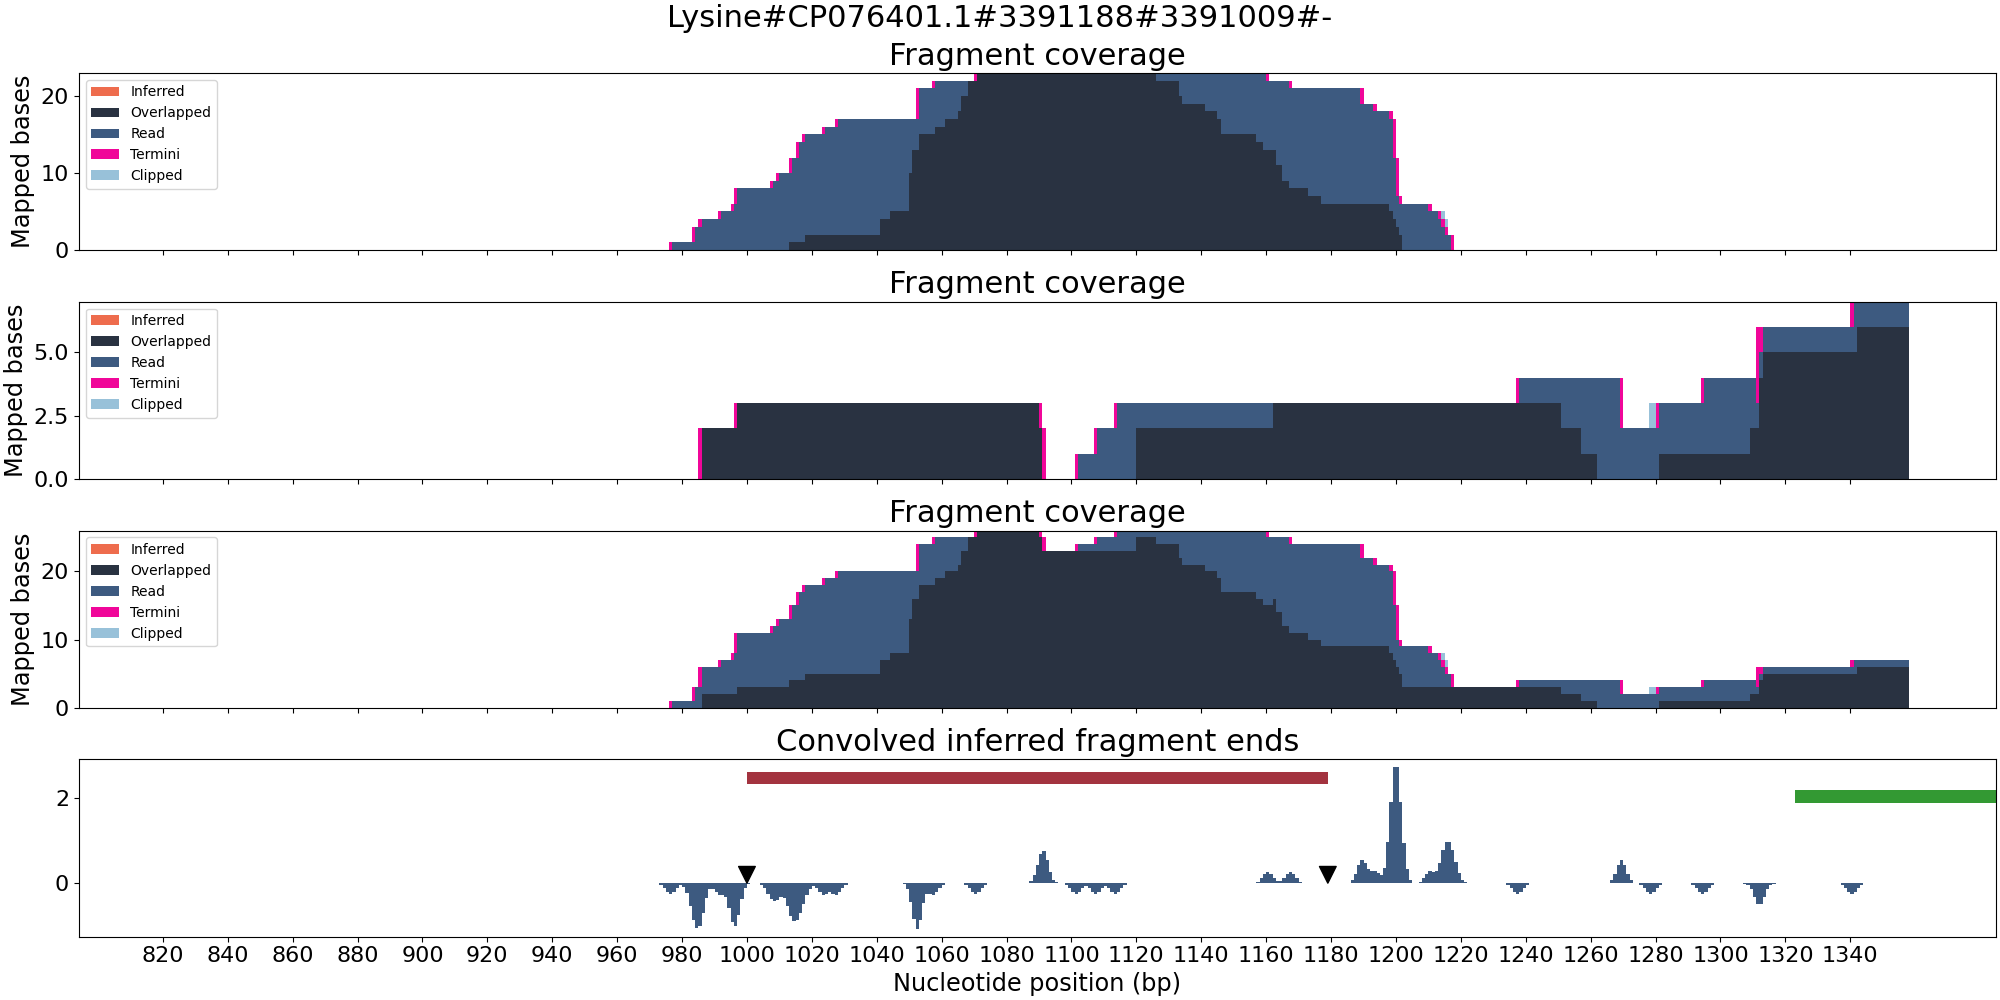 Lysine#CP076401.1#3391188#3391009#-
Fragment coverage
Mapped bases
20
10
0
Inferred
Overlapped
Read
Termini
Clipped
Fragment coverage
Mapped bases
5.0
2.5
0.0
Inferred
Overlapped
Read
Termini
Clipped
Fragment coverage
Mapped bases
20
10
0
Inferred
Overlapped
Read
Termini
Clipped
Convolved inferred fragment ends
2
0
820 840 860 880 900 920 940 960 980 1000 1020 1040 1060 1080 1100 1120 1140 1160 1180 1200 1220 1240 1260 1280 1300 1320 1340
Nucleotide position (bp)